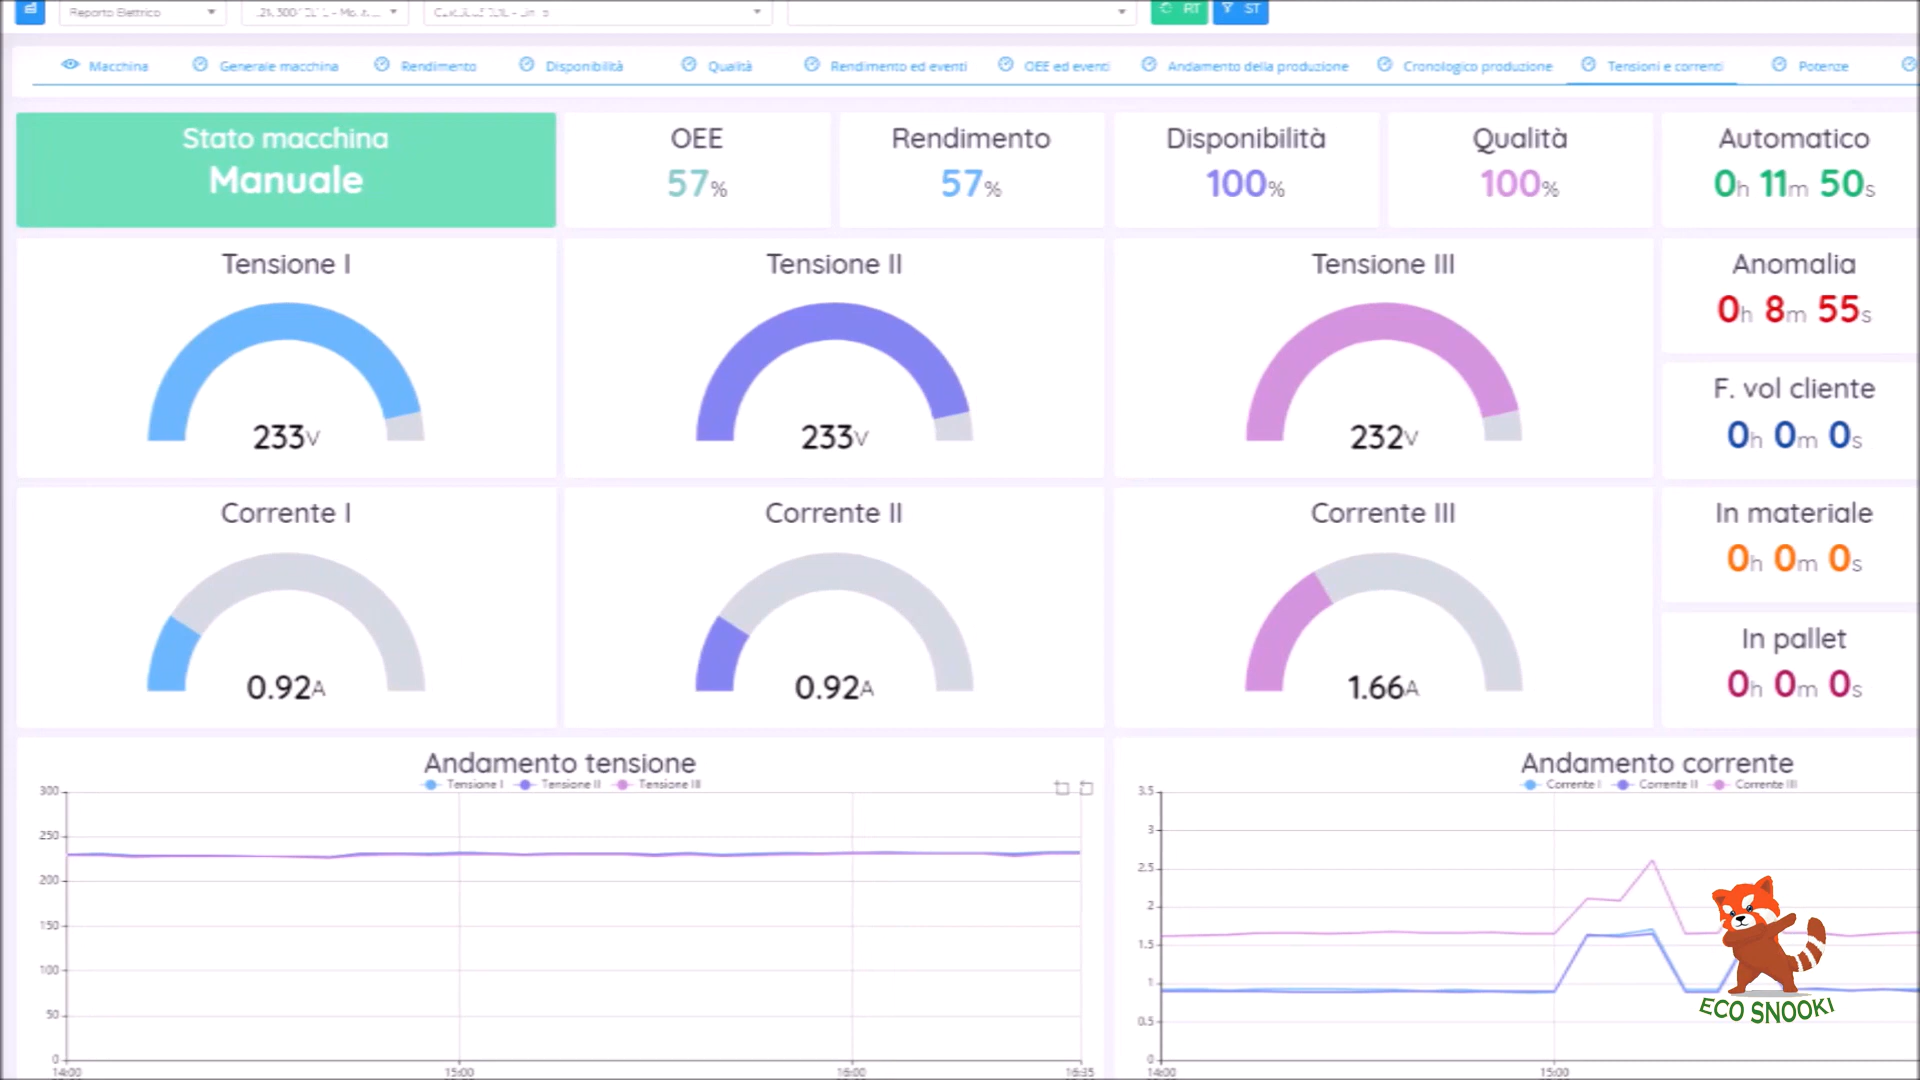 Reparto Elettrico
RT
ST
Macchina
Generale macchina
Rendimento
Disponibilità
Qualità
Rendimento ed eventi
OEE ed eventi
Andamento della produzione
Cronologico produzione
Tensioni e correnti
Potenze
Stato macchina
Manuale
OEE
57%
Rendimento
57%
Disponibilità
100%
Qualità
100%
Automatico
0h 11m 50s
Tensione I
233V
Tensione II
233V
Tensione III
232V
Anomalia
0h 8m 55s
F. vol cliente
0h 0m 0s
Corrente I
0.92A
Corrente II
0.92A
Corrente III
1.66A
In materiale
0h 0m 0s
In pallet
0h 0m 0s
Andamento tensione
Tensione I Tensione II Tensione III
300
250
200
150
100
50
0
14:00 15:00 16:00 16:35
Andamento corrente
Corrente I Corrente II Corrente III
3.5
3
2.5
2
1.5
1
0.5
0
14:00 15:00
ECO SNOOKI